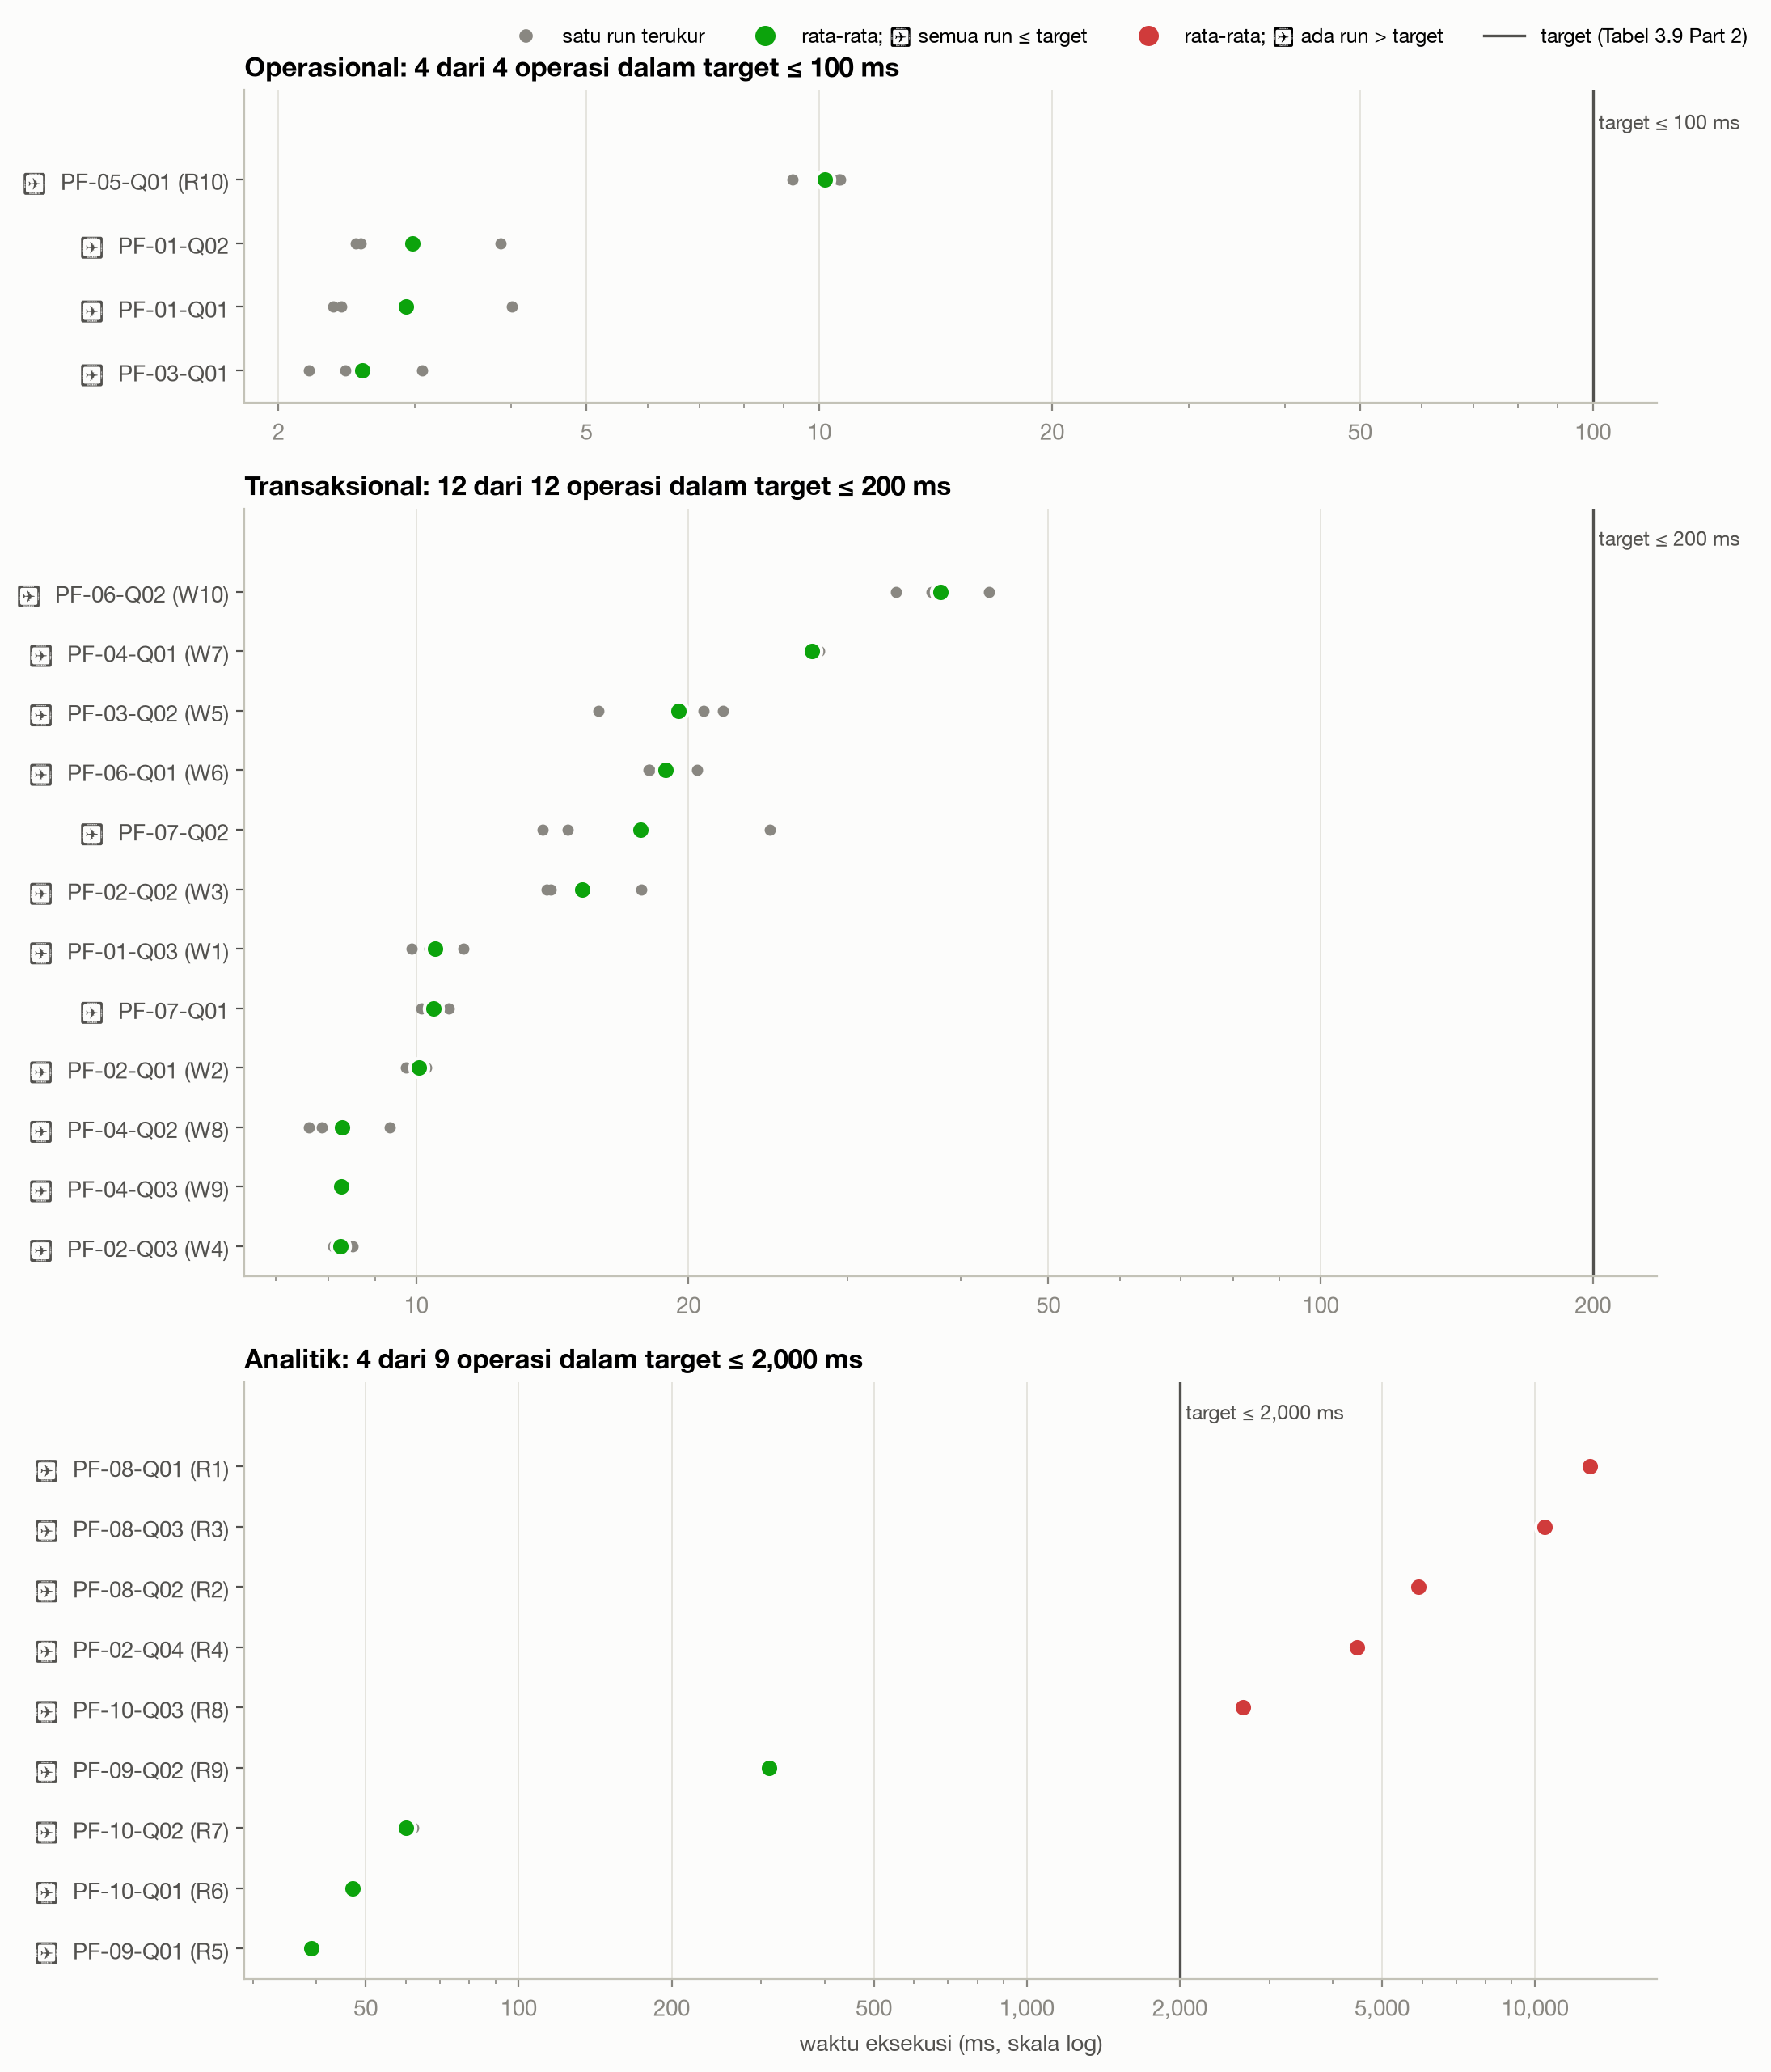 satu run terukur
rata-rata; semua run ≤ target
rata-rata; ada run > target
target (Tabel 3.9 Part 2)
Operasional: 4 dari 4 operasi dalam target ≤ 100 ms
target ≤ 100 ms
PF-05-Q01 (R10)
PF-01-Q02
PF-01-Q01
PF-03-Q01
2 5 10 20 50 100
Transaksional: 12 dari 12 operasi dalam target ≤ 200 ms
target ≤ 200 ms
PF-06-Q02 (W10)
PF-04-Q01 (W7)
PF-03-Q02 (W5)
PF-06-Q01 (W6)
PF-07-Q02
PF-02-Q02 (W3)
PF-01-Q03 (W1)
PF-07-Q01
PF-02-Q01 (W2)
PF-04-Q02 (W8)
PF-04-Q03 (W9)
PF-02-Q03 (W4)
10 20 50 100 200
Analitik: 4 dari 9 operasi dalam target ≤ 2,000 ms
target ≤ 2,000 ms
PF-08-Q01 (R1)
PF-08-Q03 (R3)
PF-08-Q02 (R2)
PF-02-Q04 (R4)
PF-10-Q03 (R8)
PF-09-Q02 (R9)
PF-10-Q02 (R7)
PF-10-Q01 (R6)
PF-09-Q01 (R5)
50 100 200 500 1,000 2,000 5,000 10,000
waktu eksekusi (ms, skala log)